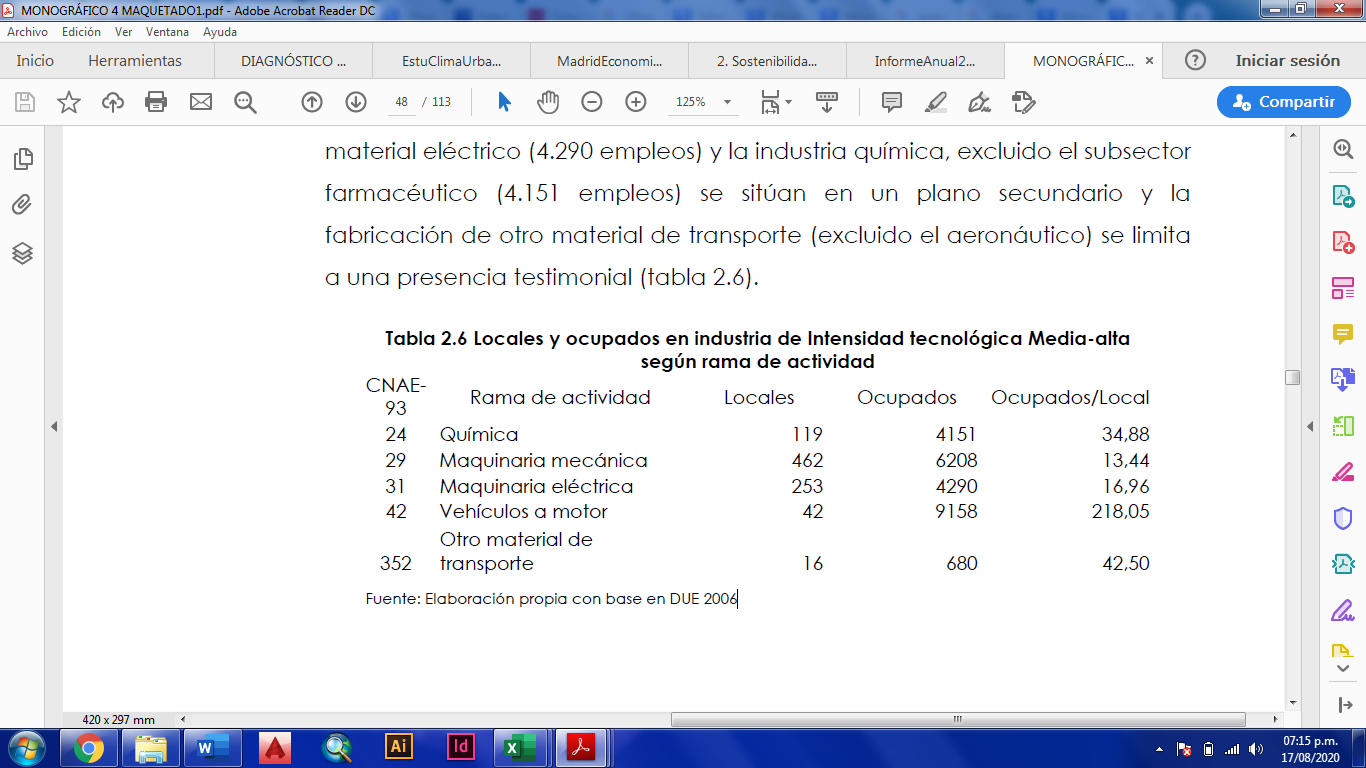 MONOGRÁFICO 4 MAQUETADO1.pdf - Adobe Acrobat Reader DC
Archivo Edición Ver Ventana Ayuda
Inicio Herramientas DIAGNÓSTICO ... EstuClimaUrba... MadridEconomi... 2. Sostenibilida... InformeAnual2... MONOGRÁFIC... × Iniciar sesión
48 / 113 125% Compartir
material eléctrico (4.290 empleos) y la industria química, excluido el subsector
farmacéutico (4.151 empleos) se sitúan en un plano secundario y la
fabricación de otro material de transporte (excluido el aeronáutico) se limita
a una presencia testimonial (tabla 2.6).
Tabla 2.6 Locales y ocupados en industria de Intensidad tecnológica Media-alta
según rama de actividad
CNAE-
93 Rama de actividad Locales Ocupados Ocupados/Local
24 Química 119 4151 34,88
29 Maquinaria mecánica 462 6208 13,44
31 Maquinaria eléctrica 253 4290 16,96
42 Vehículos a motor 42 9158 218,05
Otro material de
352 transporte 16 680 42,50
Fuente: Elaboración propia con base en DUE 2006
420 x 297 mm
W Ai Id X
07:15 p.m.
17/08/2020